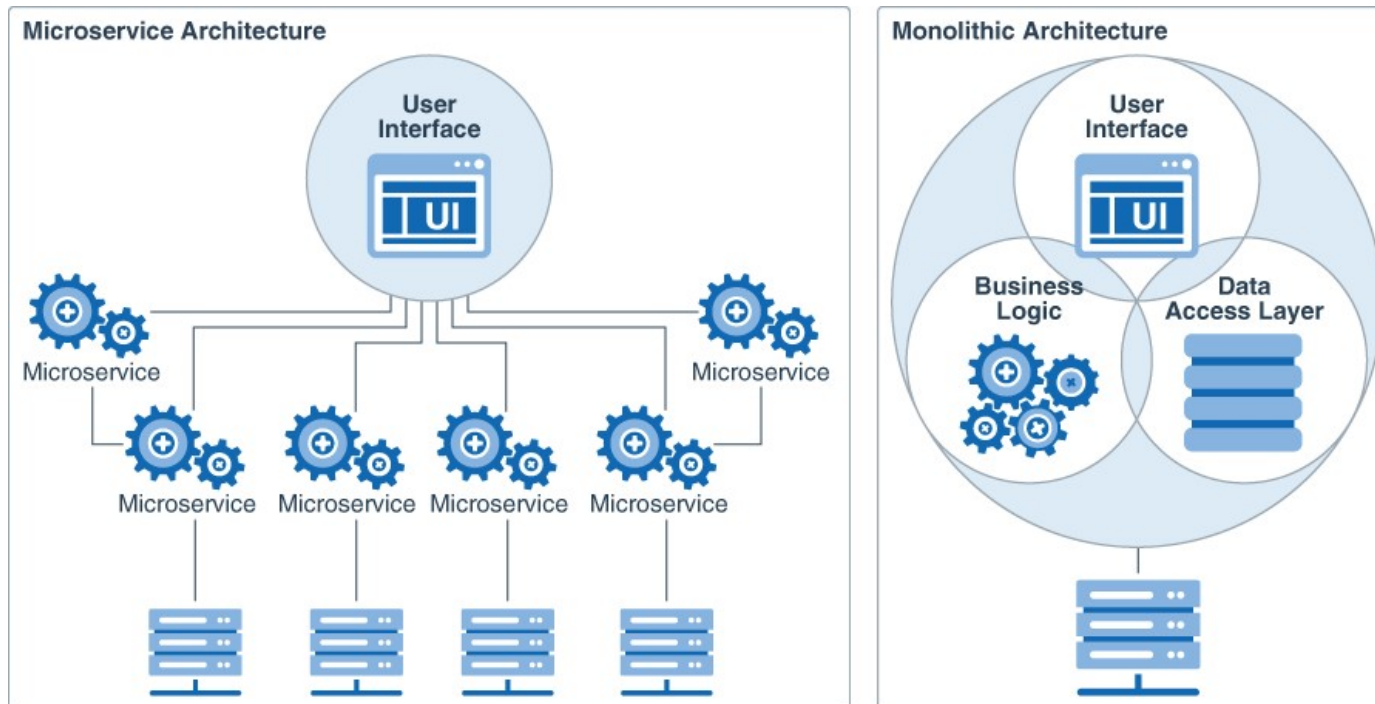 Microservice Architecture
User
Interface
UI
Microservice
Microservice
Microservice
Microservice
Microservice
Microservice
Monolithic Architecture
User
Interface
UI
Business
Logic
Data
Access Layer